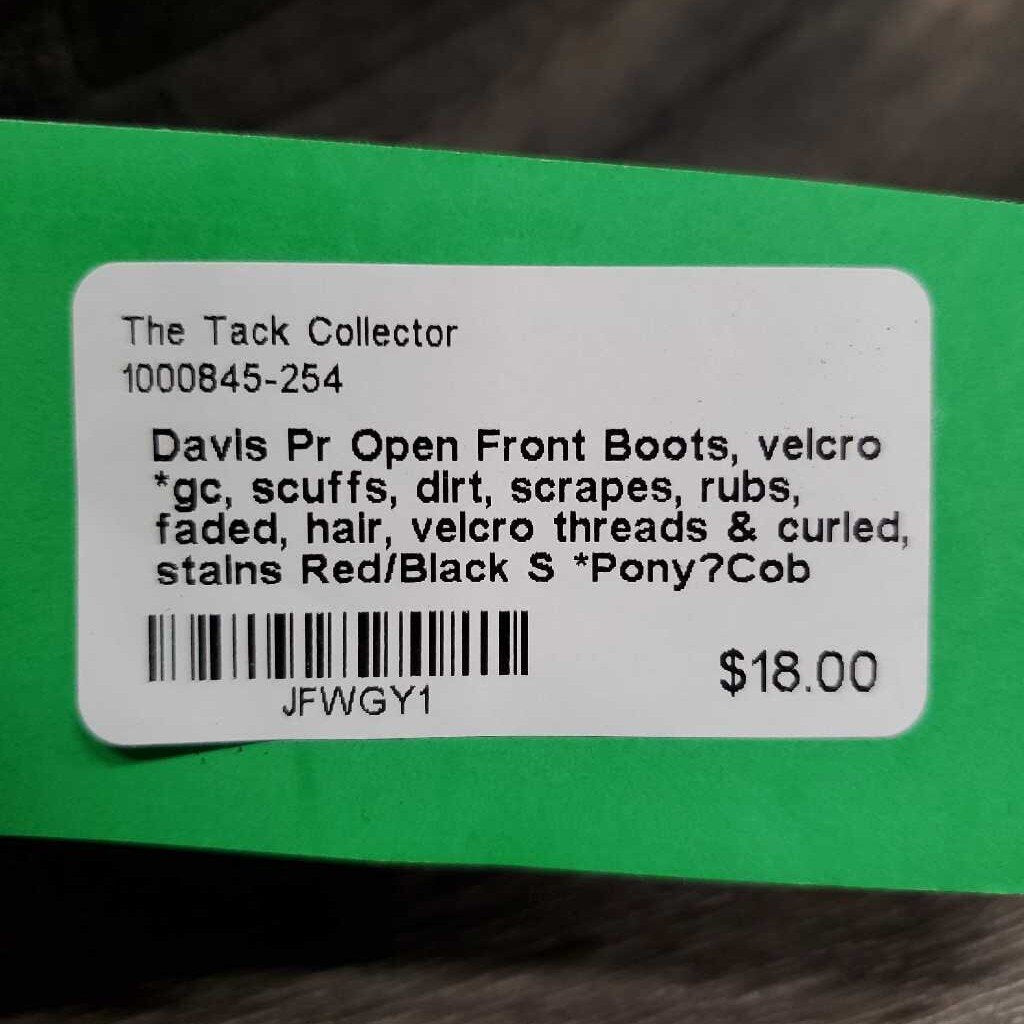 The Tack Collector
1000845-254
Davis Pr Open Front Boots, velcro
*gc, scuffs, dirt, scrapes, rubs,
faded, hair, velcro threads & curled,
stains Red/Black S *Pony?Cob
JFWGY1
$18.00